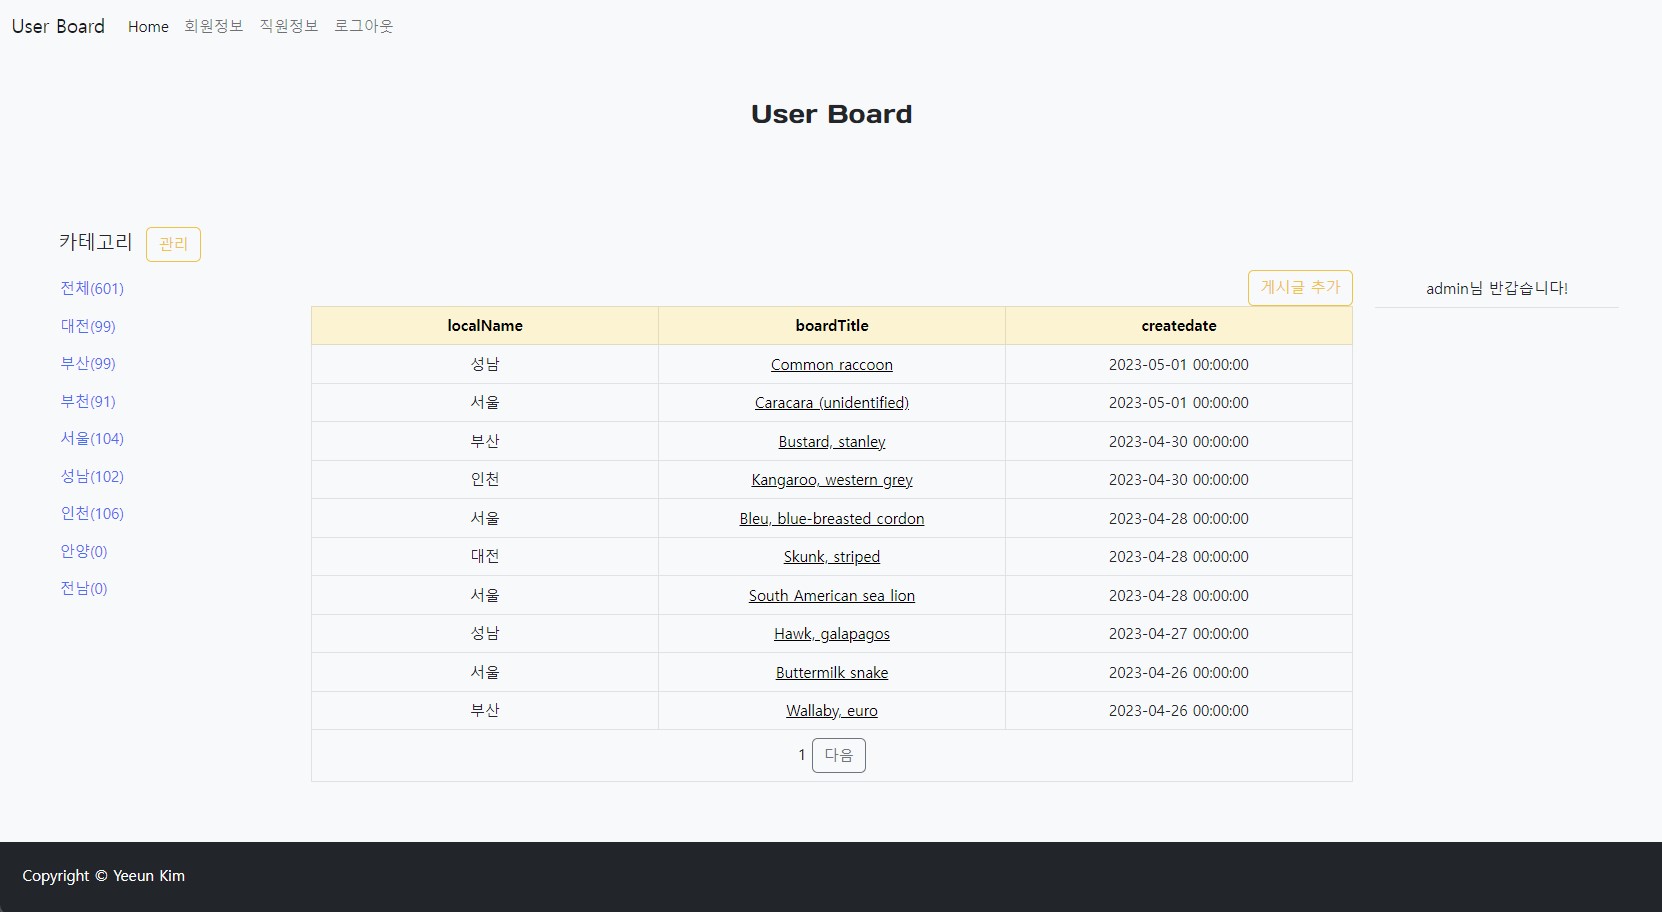 User Board Home 회원정보 직원정보 로그아웃
User Board
카테고리 관리
전체(601)
대전(99)
부산(99)
부천(91)
서울(104)
성남(102)
인천(106)
안양(0)
전남(0)
게시글 추가
localName boardTitle createdate
성남 Common raccoon 2023-05-01 00:00:00
서울 Caracara (unidentified) 2023-05-01 00:00:00
부산 Bustard, stanley 2023-04-30 00:00:00
인천 Kangaroo, western grey 2023-04-30 00:00:00
서울 Bleu, blue-breasted cordon 2023-04-28 00:00:00
대전 Skunk, striped 2023-04-28 00:00:00
서울 South American sea lion 2023-04-28 00:00:00
성남 Hawk, galapagos 2023-04-27 00:00:00
서울 Buttermilk snake 2023-04-26 00:00:00
부산 Wallaby, euro 2023-04-26 00:00:00
1 다음
admin님 반갑습니다!
Copyright © Yeeun Kim